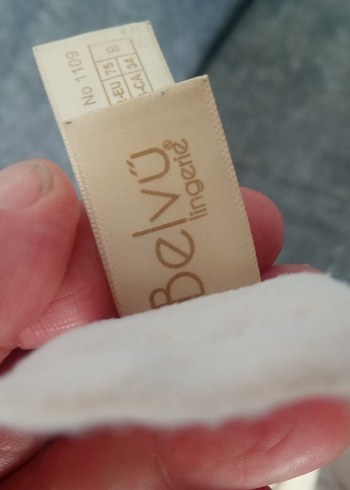 No 1109
-EU 75 B
-CA 34
Belvü
lingerie®